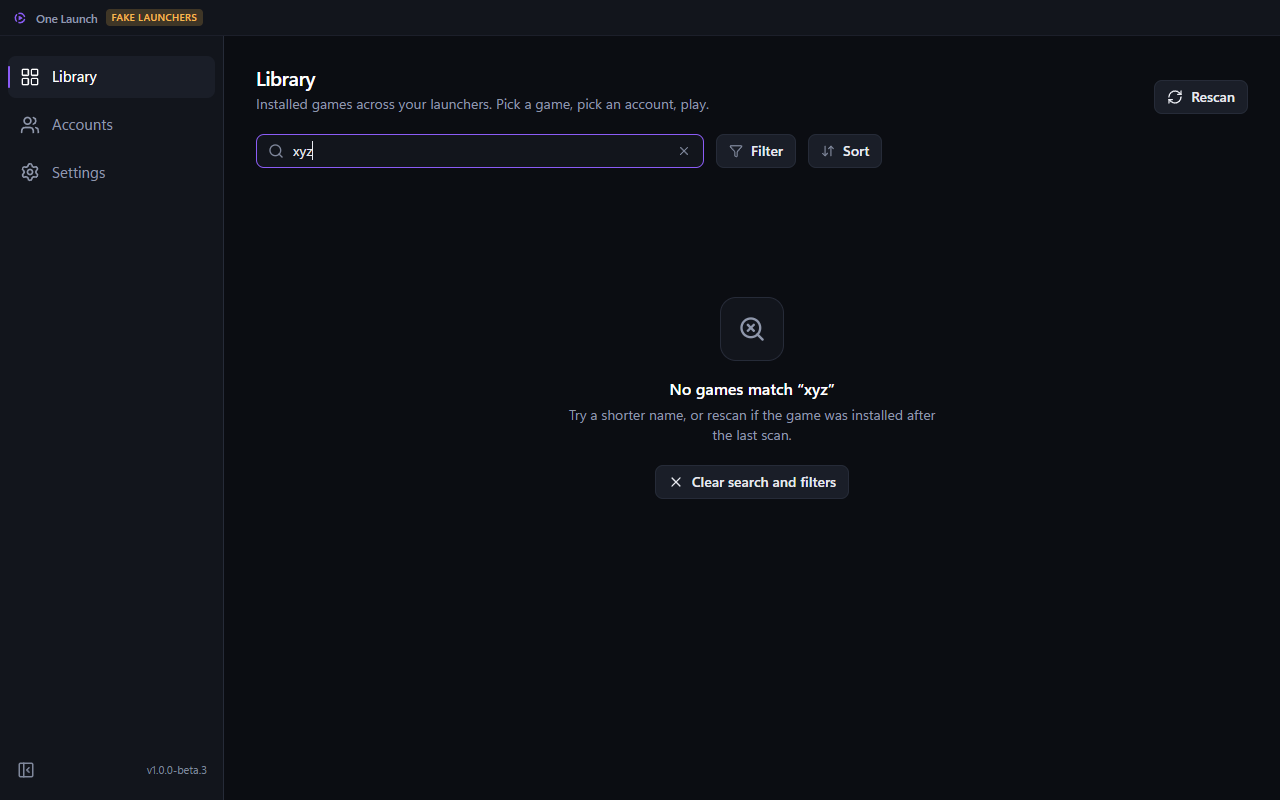 One Launch FAKE LAUNCHERS
Library
Accounts
Settings
v1.0.0-beta.3
Library
Installed games across your launchers. Pick a game, pick an account, play.
Rescan
xyz
Filter
Sort
No games match “xyz”
Try a shorter name, or rescan if the game was installed after
the last scan.
Clear search and filters